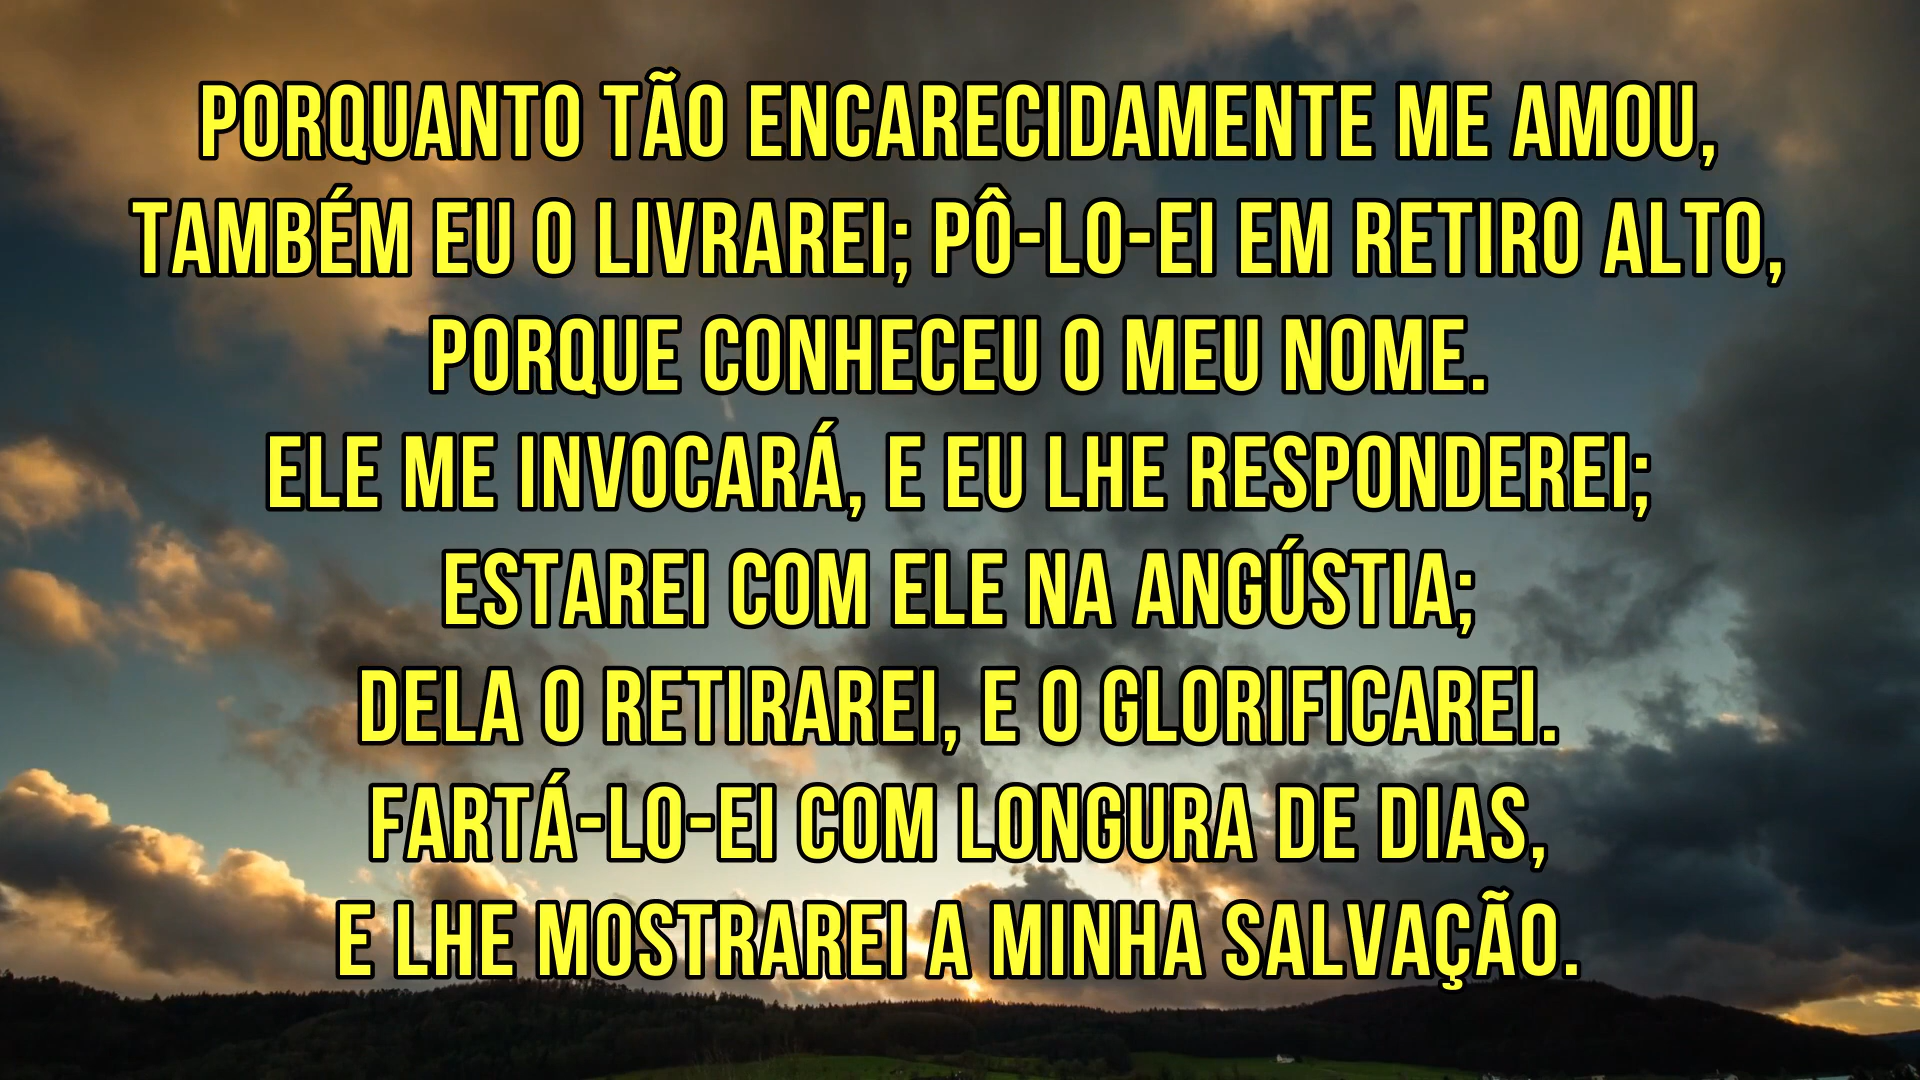 PORQUANTO TÃO ENCARECIDAMENTE ME AMOU,
TAMBÉM EU O LIVRAREI; PÔ-LO-EI EM RETIRO ALTO,
PORQUE CONHECEU O MEU NOME.
ELE ME INVOCARÁ, E EU LHE RESPONDEREI;
ESTAREI COM ELE NA ANGÚSTIA;
DELA O RETIRAREI, E O GLORIFICAREI.
FARTÁ-LO-EI COM LONGURA DE DIAS,
E LHE MOSTRAREI A MINHA SALVAÇÃO.